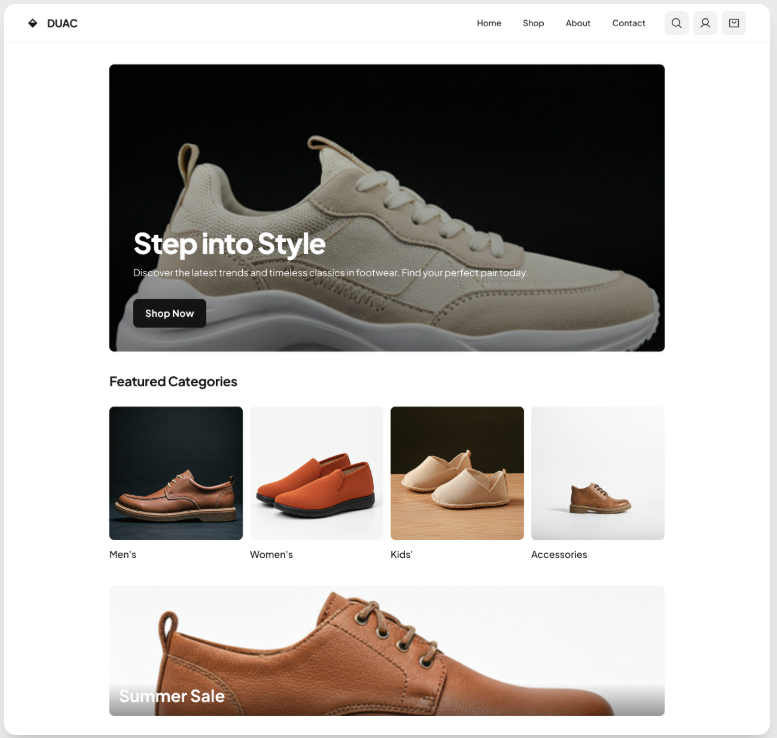 DUAC
Home Shop About Contact
Step into Style
Discover the latest trends and timeless classics in footwear. Find your perfect pair today.
Shop Now
Featured Categories
Men's Women's Kids' Accessories
Summer Sale